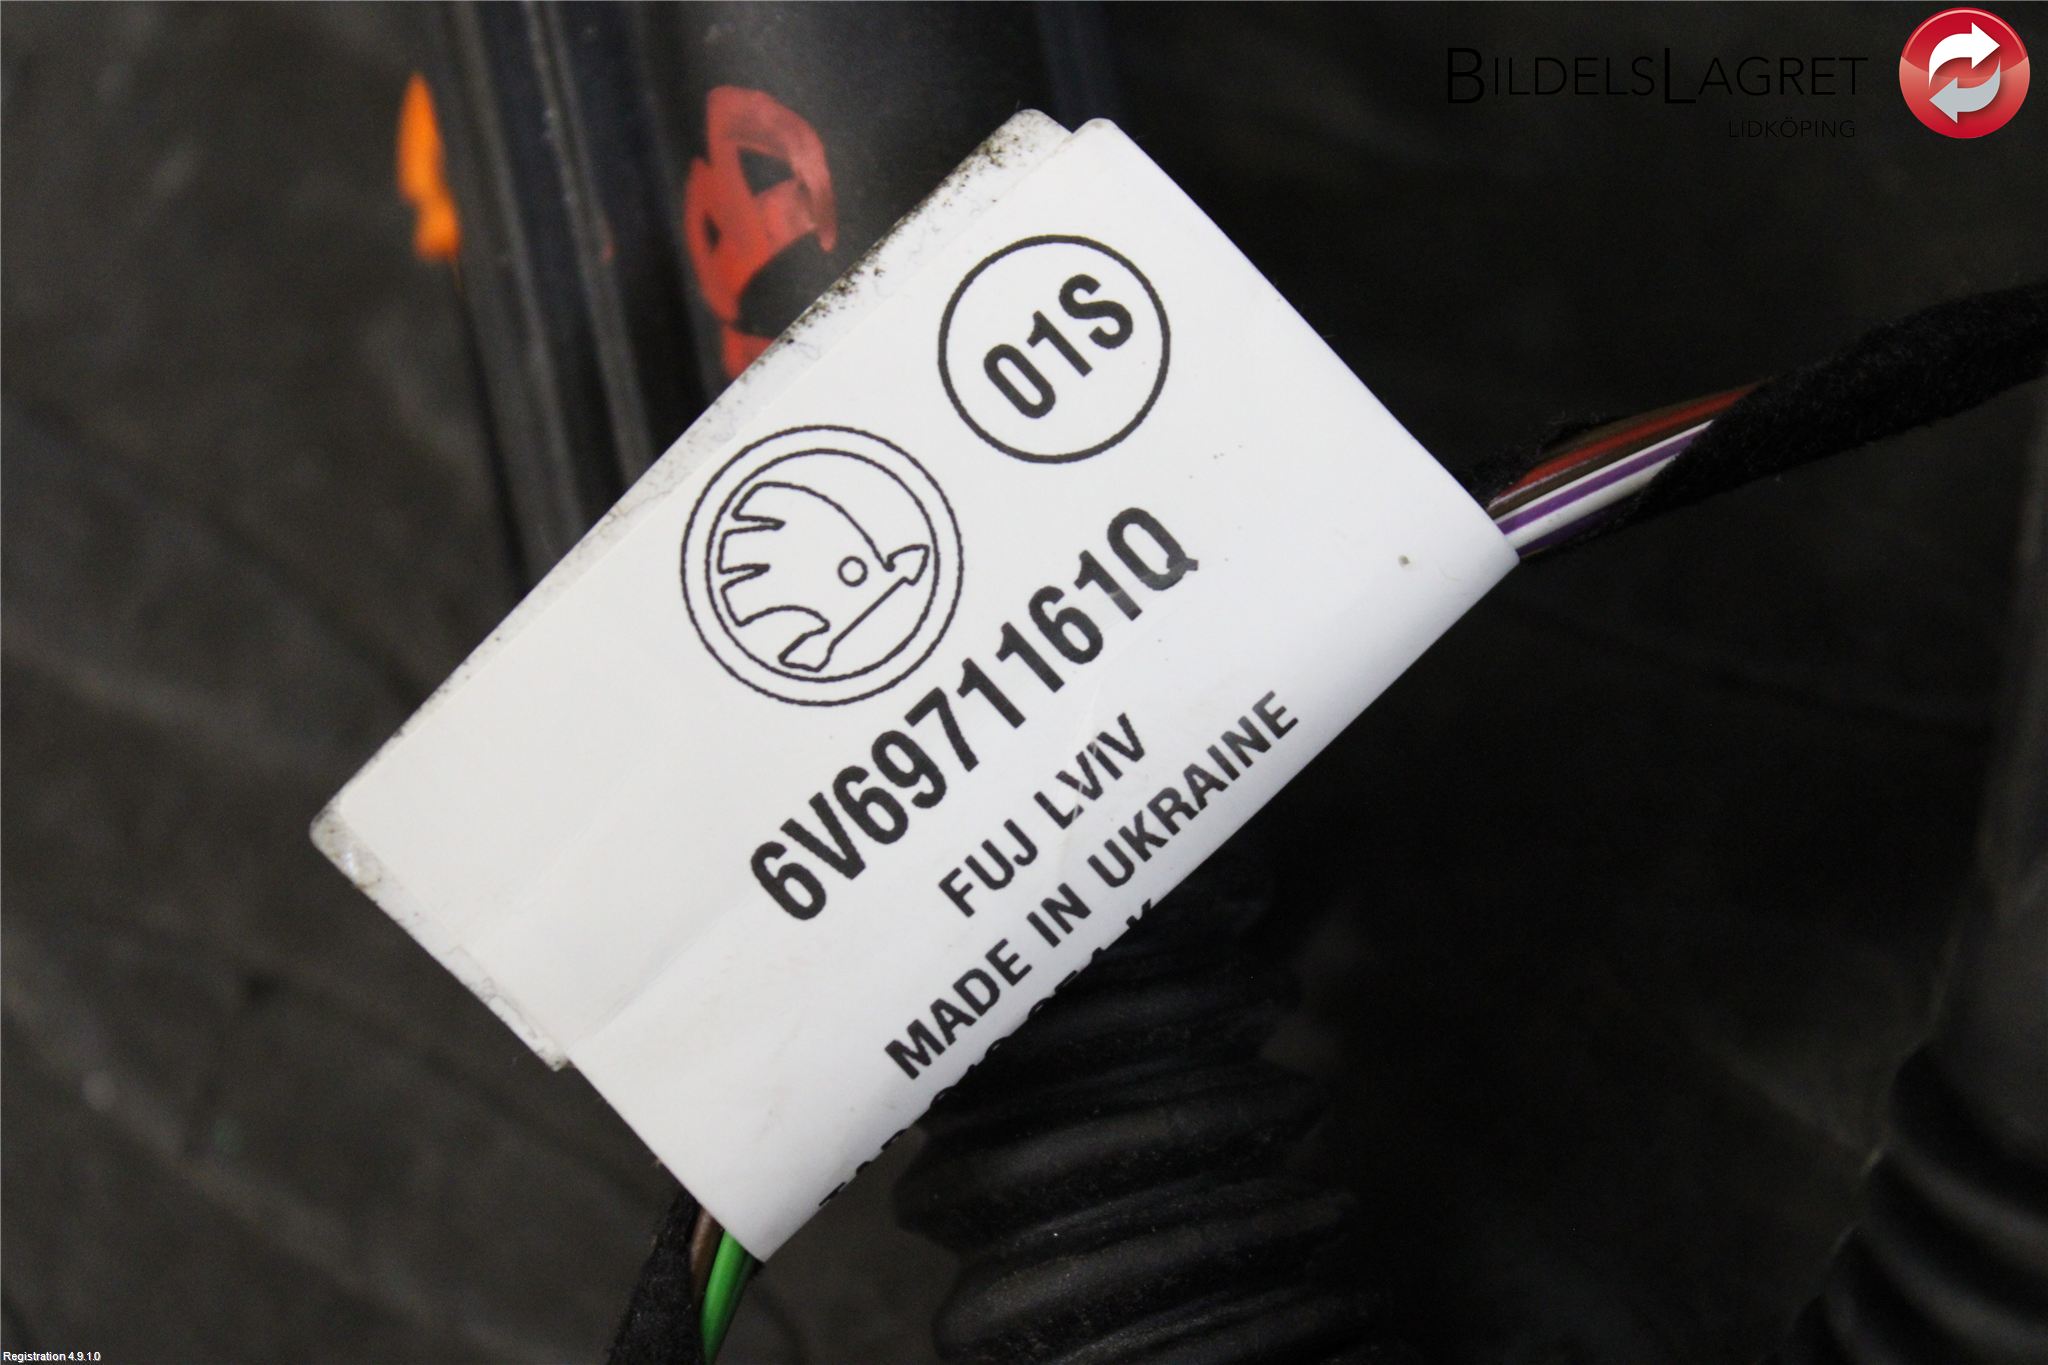 BILDELSLAGRET
LIDKÖPING
01S
6V6971161Q
FUJ LVIV
MADE IN UKRAINE
Registration 4.9.1.0